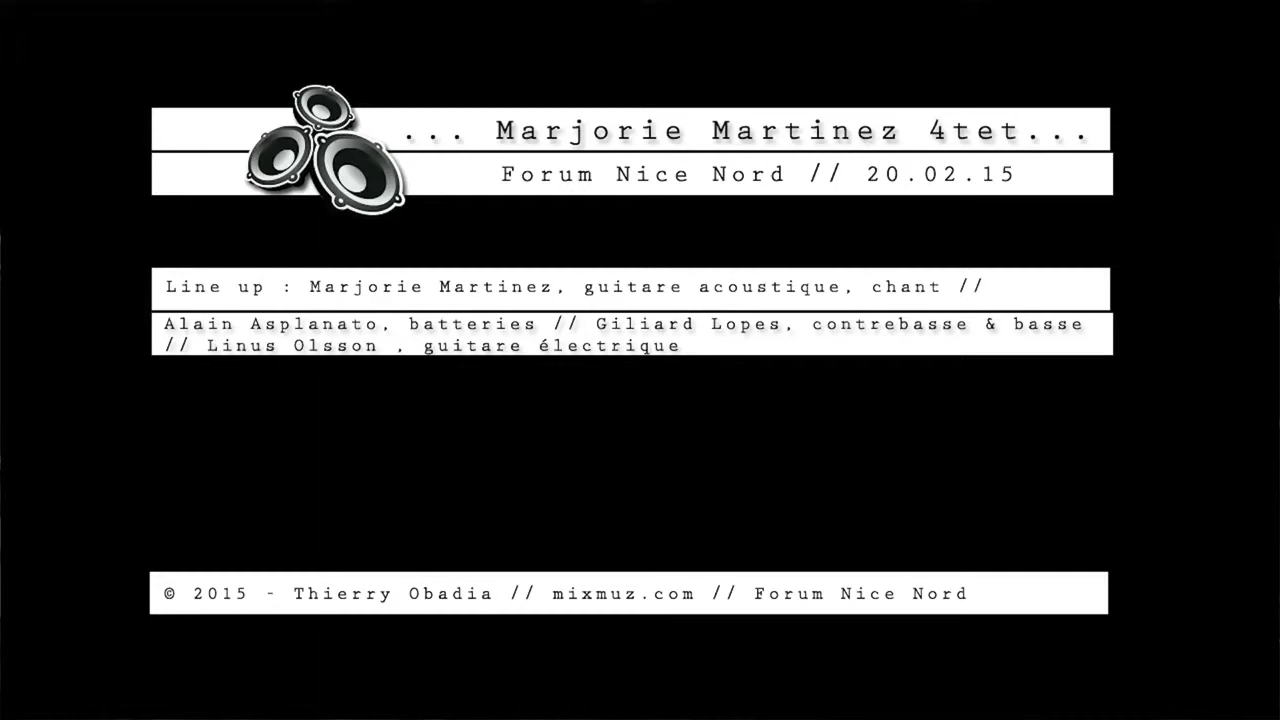 ... Marjorie Martinez 4tet...
Forum Nice Nord // 20.02.15
Line up : Marjorie Martinez, guitare acoustique, chant //
Alain Asplanato, batteries // Giliard Lopes, contrebasse & basse
// Linus Olsson , guitare électrique
© 2015 - Thierry Obadia // mixmuz.com // Forum Nice Nord